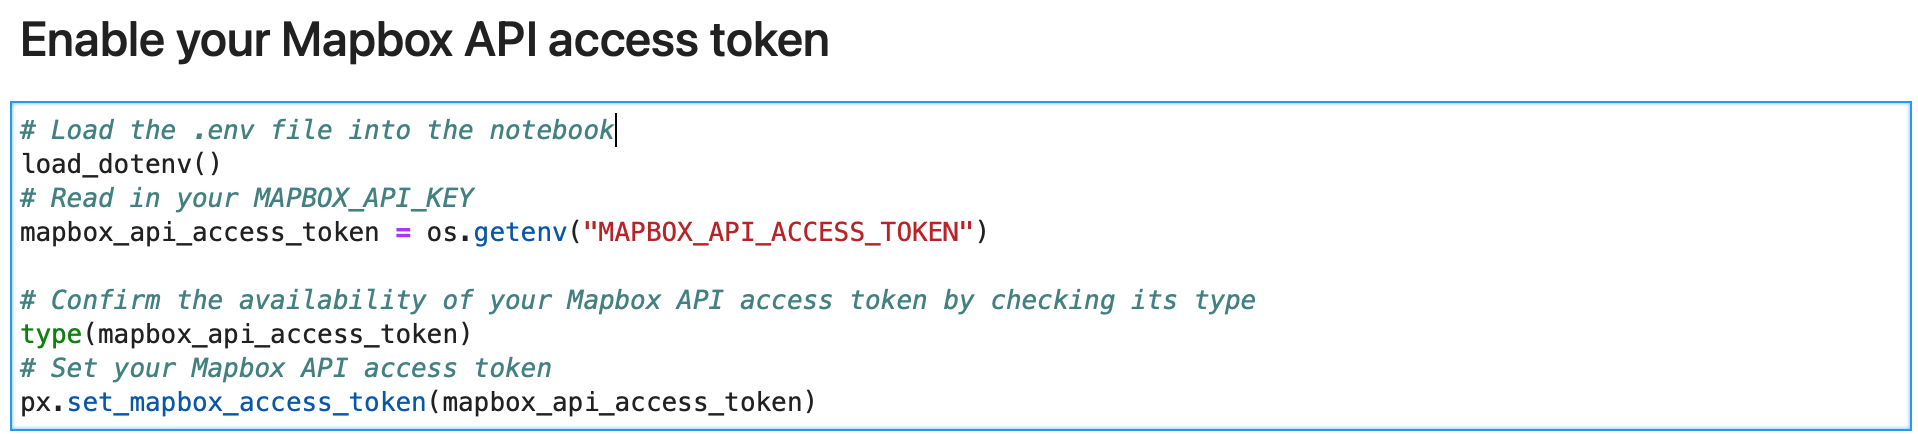 Enable your Mapbox API access token
# Load the .env file into the notebook
load_dotenv()
# Read in your MAPBOX_API_KEY
mapbox_api_access_token = os.getenv("MAPBOX_API_ACCESS_TOKEN")
# Confirm the availability of your Mapbox API access token by checking its type
type(mapbox_api_access_token)
# Set your Mapbox API access token
px.set_mapbox_access_token(mapbox_api_access_token)